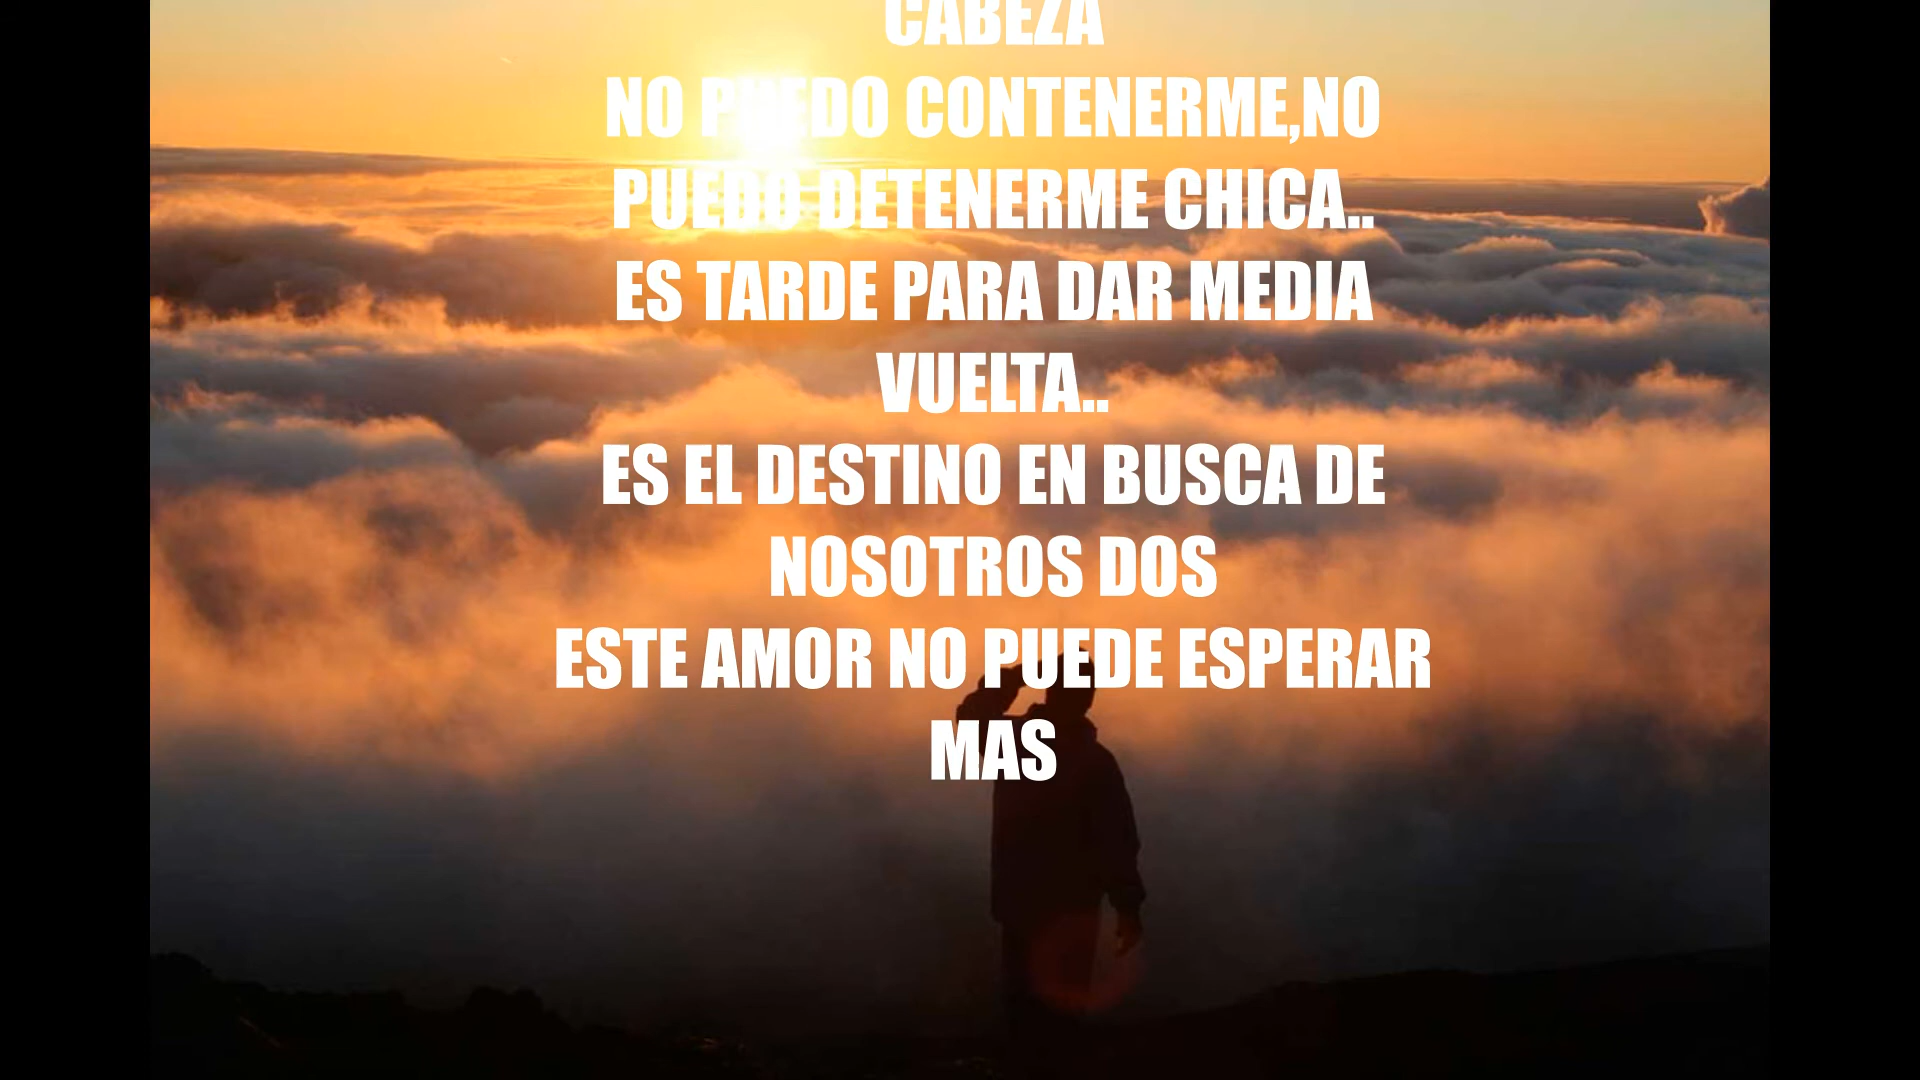 CABEZA
NO PUEDO CONTENERME,NO
PUEDO DETENERME CHICA..
ES TARDE PARA DAR MEDIA
VUELTA..
ES EL DESTINO EN BUSCA DE
NOSOTROS DOS
ESTE AMOR NO PUEDE ESPERAR
MAS